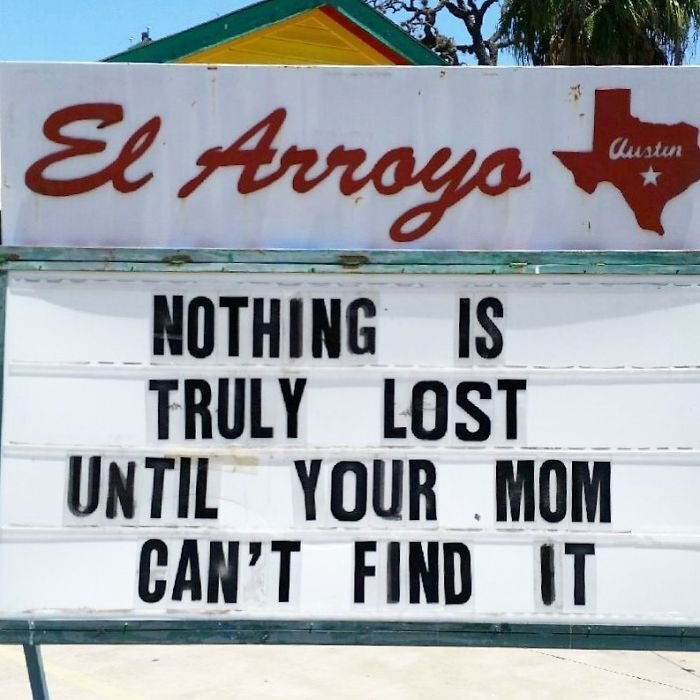 El Arroyo
Austin
NOTHING IS
TRULY LOST
UNTIL YOUR MOM
CAN'T FIND IT